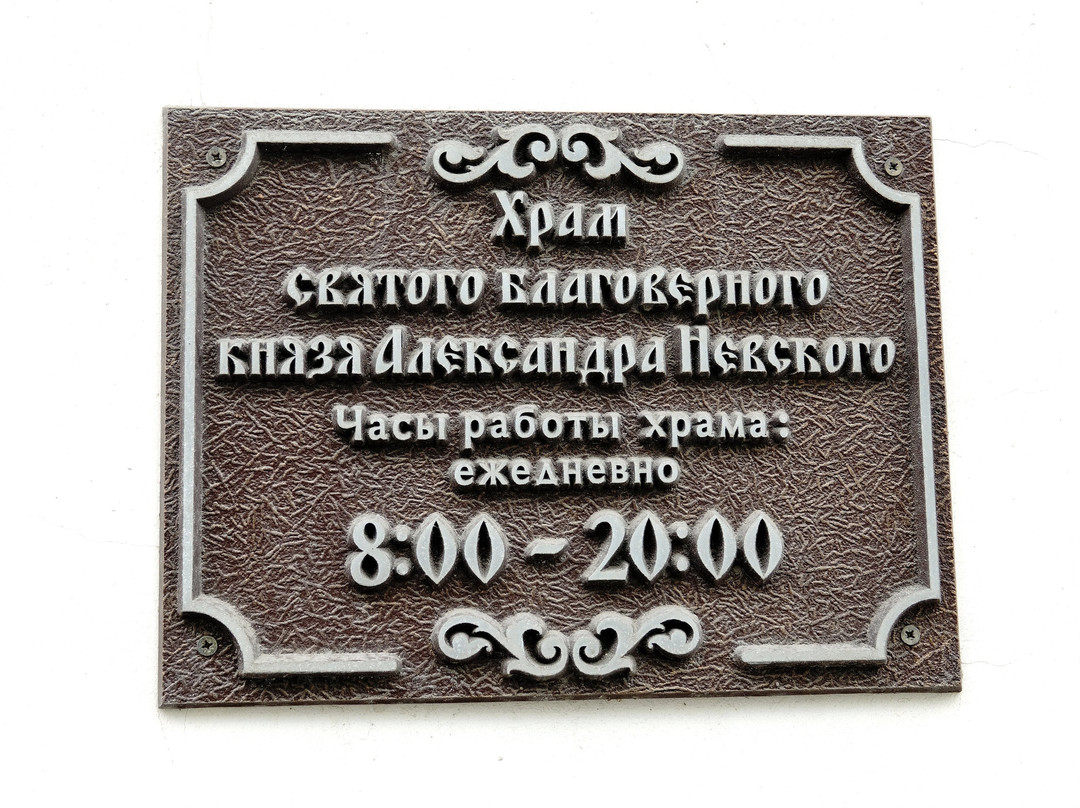 Храм
святого благоверного
князя Александра Невского
Часы работы храма:
ежедневно
8:00 - 20:00